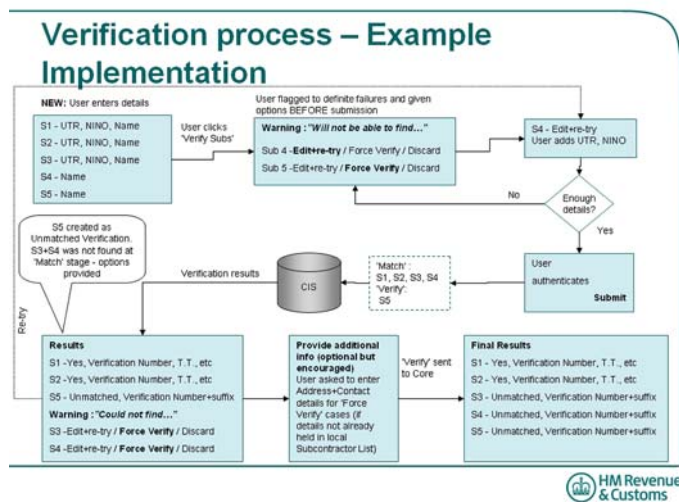 Verification process – Example
Implementation
NEW: User enters details
S1 - UTR, NINO, Name
S2 - UTR, NINO, Name
S3 - UTR, NINO, Name
S4 - Name
S5 - Name
User clicks
'Verify Subs'
User flagged to definite failures and given
options BEFORE submission
Warning : "Will not be able to find…"
Sub 4 -Edit+re-try / Force Verify / Discard
Sub 5 -Edit+re-try / Force Verify / Discard
S4 - Edit+re-try
User adds UTR, NINO
Enough
details?
No
Yes
User
authenticates
Submit
'Match' :
S1, S2, S3, S4
'Verify':
S5
CIS
Verification results
S5 created as
Unmatched Verification.
S3+S4 was not found at
'Match' stage - options
provided
Re-try
Results
S1 -Yes, Verification Number, T.T., etc
S2 -Yes, Verification Number, T.T., etc
S5 - Unmatched, Verification Number+suffix
Warning : "Could not find…"
S3 -Edit+re-try / Force Verify / Discard
S4 -Edit+re-try / Force Verify / Discard
Provide additional
info (optional but
encouraged)
User asked to enter
Address+Contact
details for 'Force
Verify' cases (if
details not already
held in local
Subcontractor List)
'Verify' sent
to Core
Final Results
S1 - Yes, Verification Number, T.T., etc
S2 - Yes, Verification Number, T.T., etc
S3 - Unmatched, Verification Number+suffix
S4 - Unmatched, Verification Number+suffix
S5 - Unmatched, Verification Number+suffix
HM Revenue
& Customs